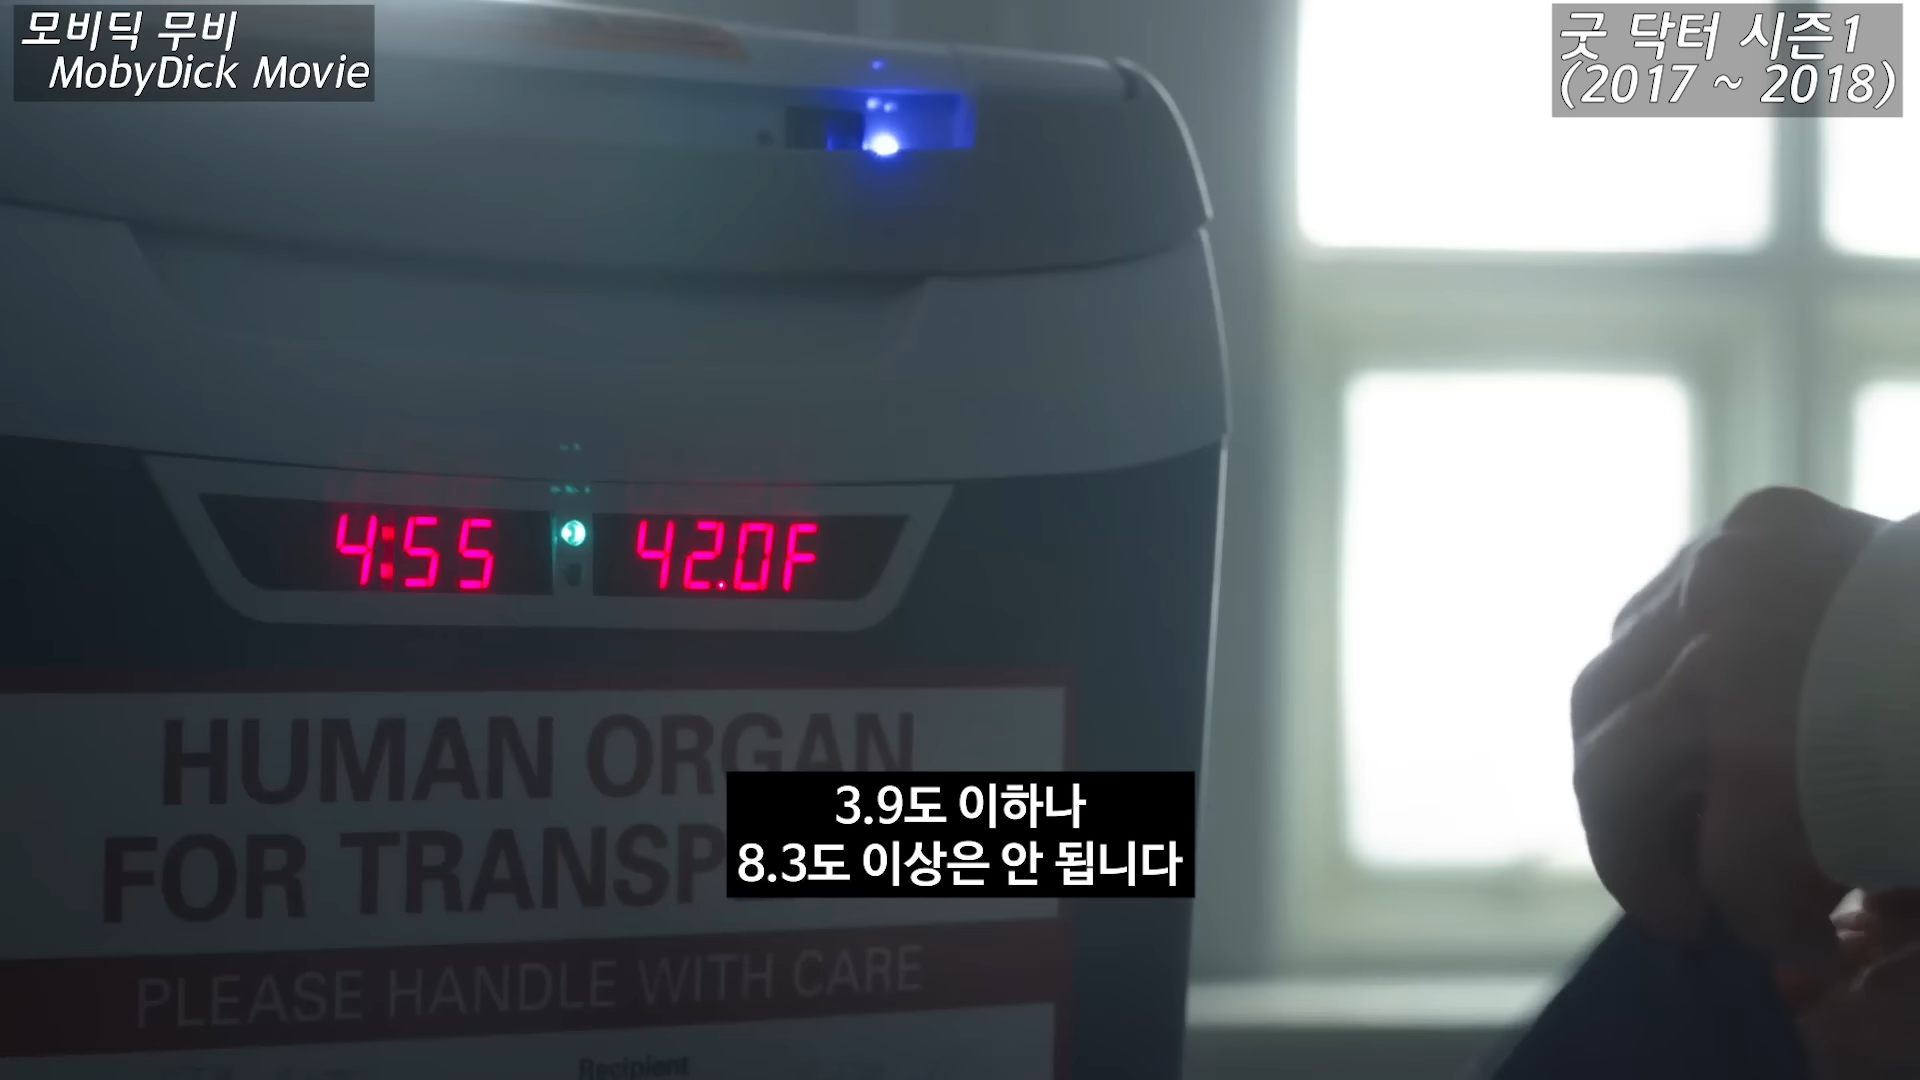 모비딕 무비
MobyDick Movie
굿 닥터 시즌1
(2017 ~ 2018)
4:55
42.0F
HUMAN ORGAN
FOR TRANSP
PLEASE HANDLE WITH CARE
Recipient
3.9도 이하나
8.3도 이상은 안 됩니다